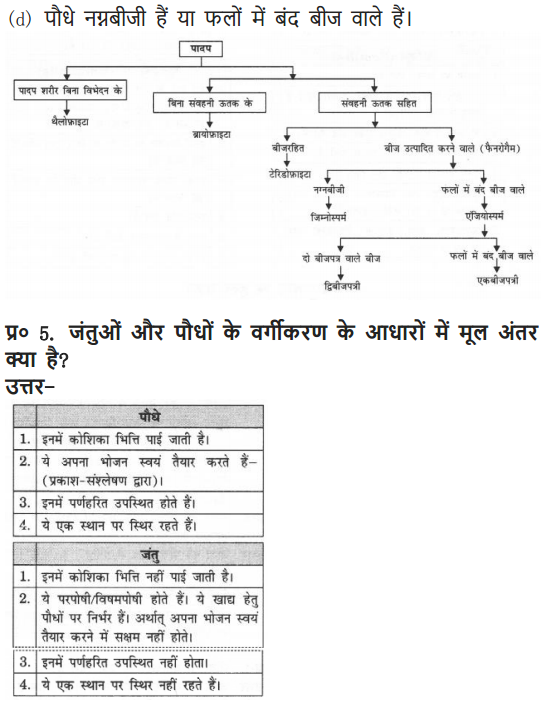 (d) पौधे नग्नबीजी हैं या फलों में बंद बीज वाले हैं।
पादप
पादप शरीर बिना विभेदन के
बिना संवहनी ऊतक के
संवहनी ऊतक सहित
थैलोफ़ाइटा
ब्रायोफ़ाइटा
बीजरहित
बीज उत्पादित करने वाले (फैनरोगैम)
टेरिडोफ़ाइटा
नग्नबीजी
फलों में बंद बीज वाले
जिम्नोस्पर्म
एंजियोस्पर्म
दो बीजपत्र वाले बीज
फलों में बंद बीज वाले
द्विबीजपत्री
एकबीजपत्री
प्र० 5. जंतुओं और पौधों के वर्गीकरण के आधारों में मूल अंतर
क्या है?
उत्तर-
पौधे
1. इनमें कोशिका भित्ति पाई जाती है।
2. ये अपना भोजन स्वयं तैयार करते हैं–
(प्रकाश-संश्लेषण द्वारा)।
3. इनमें पर्णहरित उपस्थित होते हैं।
4. ये एक स्थान पर स्थिर रहते हैं।
जंतु
1. इनमें कोशिका भित्ति नहीं पाई जाती है।
2. ये परपोषी/विषमपोषी होते हैं। ये खाद्य हेतु
पौधों पर निर्भर हैं। अर्थात् अपना भोजन स्वयं
तैयार करने में सक्षम नहीं होते।
3. इनमें पर्णहरित उपस्थित नहीं होता।
4. ये एक स्थान पर स्थिर नहीं रहते हैं।